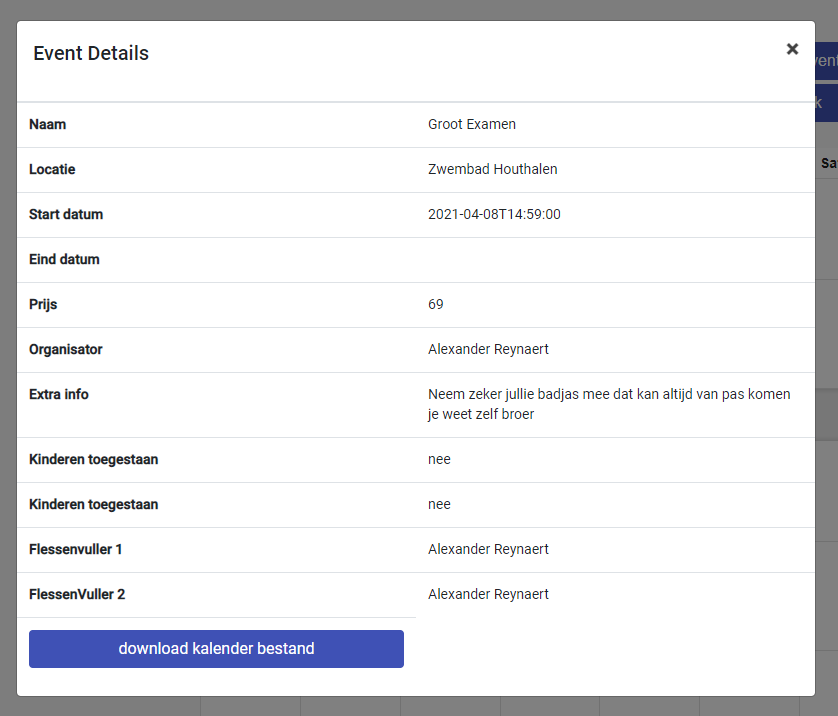 Event Details
×
vent
k
Sa
Naam Groot Examen
Locatie Zwembad Houthalen
Start datum 2021-04-08T14:59:00
Eind datum
Prijs 69
Organisator Alexander Reynaert
Extra info Neem zeker jullie badjas mee dat kan altijd van pas komen
je weet zelf broer
Kinderen toegestaan nee
Kinderen toegestaan nee
Flessenvuller 1 Alexander Reynaert
FlessenVuller 2 Alexander Reynaert
download kalender bestand